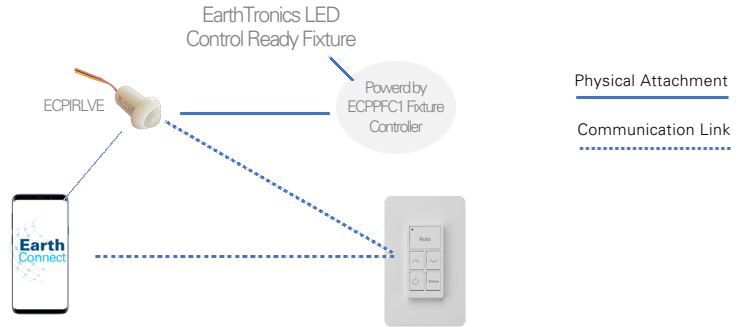 EarthTronics LED
Control Ready Fixture
Powerd by
ECPPFC1 Fixture
Controller
ECPIRLVE
Physical Attachment
Communication Link
Earth
Connect
Auto